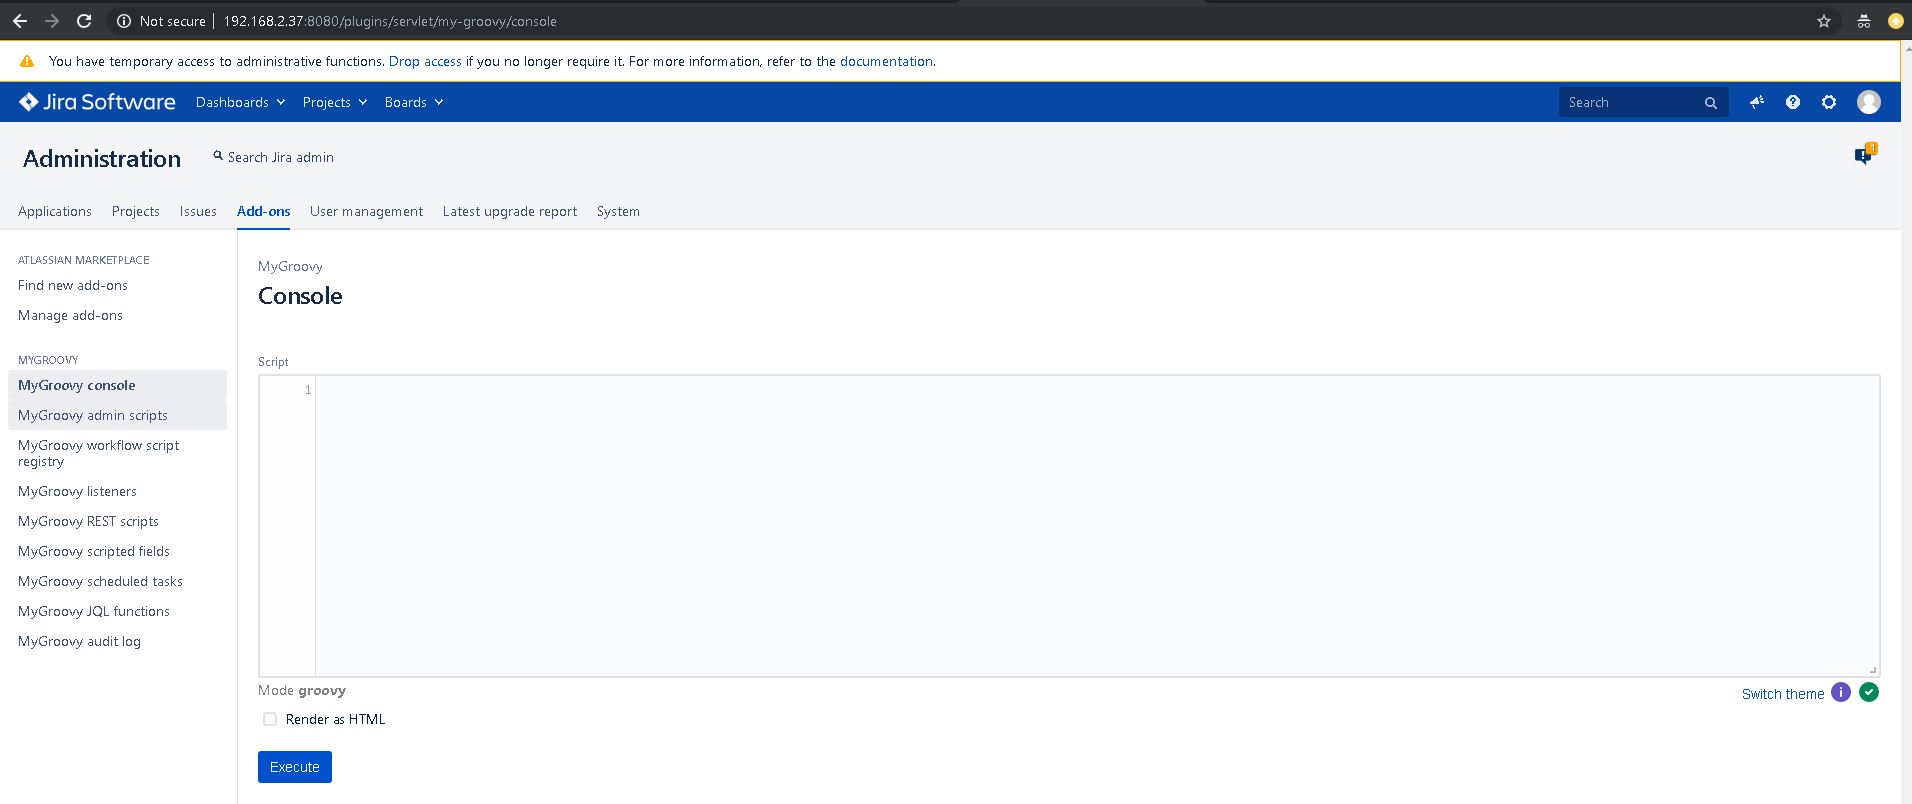 Not secure 192.168.2.37:8080/plugins/servlet/my-groovy/console
You have temporary access to administrative functions. Drop access if you no longer require it. For more information, refer to the documentation.
Jira Software Dashboards Projects Boards Search
Administration Search Jira admin 1
Applications Projects Issues Add-ons User management Latest upgrade report System
ATLASSIAN MARKETPLACE
Find new add-ons
Manage add-ons
MYGROOVY
MyGroovy console
MyGroovy admin scripts
MyGroovy workflow script
registry
MyGroovy listeners
MyGroovy REST scripts
MyGroovy scripted fields
MyGroovy scheduled tasks
MyGroovy JQL functions
MyGroovy audit log
MyGroovy
Console
Script
1
Mode groovy
Switch theme
Render as HTML
Execute